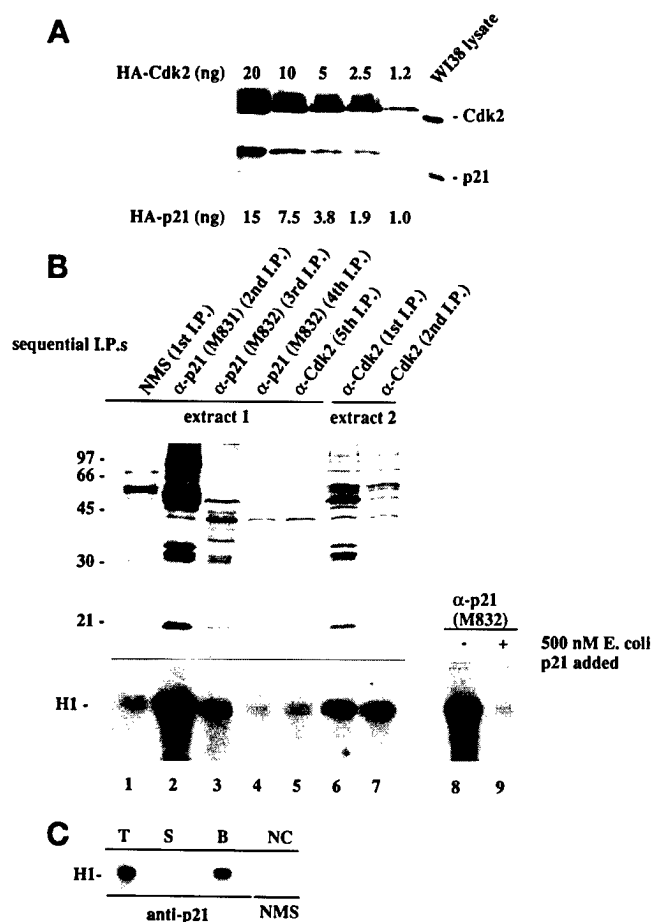 A
HA-Cdk2 (ng) 20 10 5 2.5 1.2 WI38 lysate
- Cdk2
- p21
HA-p21 (ng) 15 7.5 3.8 1.9 1.0
B
sequential I.P.s
NMS (1st I.P.)
α-p21 (M831) (2nd I.P.)
α-p21 (M832) (3rd I.P.)
α-p21 (M832) (4th I.P.)
α-Cdk2 (5th I.P.)
α-Cdk2 (1st I.P.)
α-Cdk2 (2nd I.P.)
extract 1 extract 2
97 -
66 -
45 -
30 -
21 -
α-p21
(M832)
- + 500 nM E. coli
p21 added
H1 -
1 2 3 4 5 6 7 8 9
C
T S B NC
H1-
anti-p21 NMS